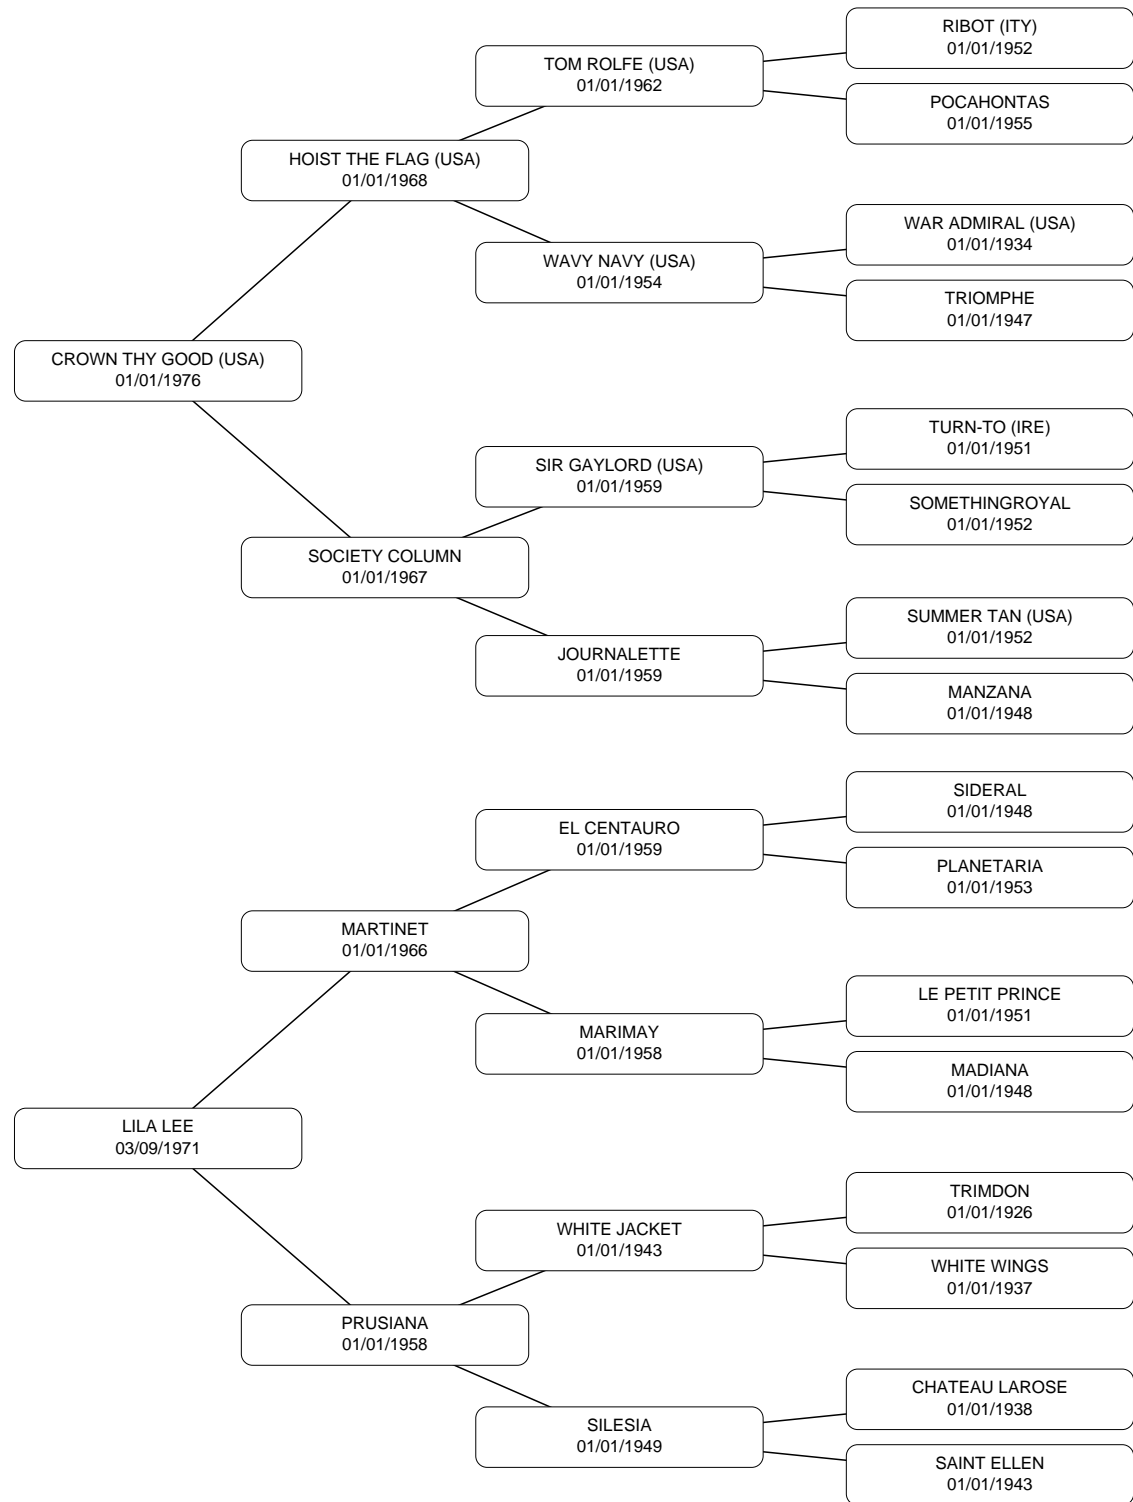 RIBOT (ITY)
01/01/1952
TOM ROLFE (USA)
01/01/1962
POCAHONTAS
01/01/1955
HOIST THE FLAG (USA)
01/01/1968
WAR ADMIRAL (USA)
01/01/1934
WAVY NAVY (USA)
01/01/1954
TRIOMPHE
01/01/1947
CROWN THY GOOD (USA)
01/01/1976
TURN-TO (IRE)
01/01/1951
SIR GAYLORD (USA)
01/01/1959
SOMETHINGROYAL
01/01/1952
SOCIETY COLUMN
01/01/1967
SUMMER TAN (USA)
01/01/1952
JOURNALETTE
01/01/1959
MANZANA
01/01/1948
SIDERAL
01/01/1948
EL CENTAURO
01/01/1959
PLANETARIA
01/01/1953
MARTINET
01/01/1966
LE PETIT PRINCE
01/01/1951
MARIMAY
01/01/1958
MADIANA
01/01/1948
LILA LEE
03/09/1971
TRIMDON
01/01/1926
WHITE JACKET
01/01/1943
WHITE WINGS
01/01/1937
PRUSIANA
01/01/1958
CHATEAU LAROSE
01/01/1938
SILESIA
01/01/1949
SAINT ELLEN
01/01/1943